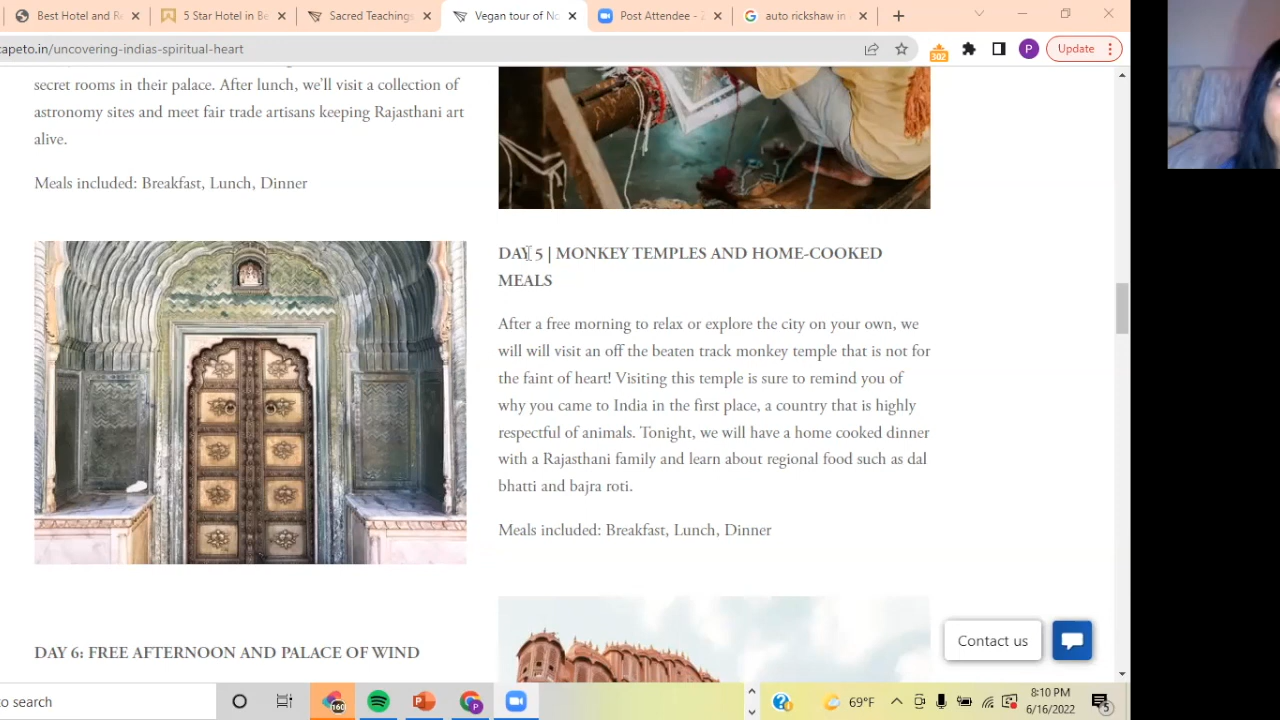 Best Hotel and Re
5 Star Hotel in Be
Sacred Teachings
Vegan tour of No
Post Attendee - Z
auto rickshaw in
capeto.in/uncovering-indias-spiritual-heart
302
P
Update
secret rooms in their palace. After lunch, we'll visit a collection of
astronomy sites and meet fair trade artisans keeping Rajasthani art
alive.
Meals included: Breakfast, Lunch, Dinner
DAY 5 | MONKEY TEMPLES AND HOME-COOKED
MEALS
After a free morning to relax or explore the city on your own, we
will will visit an off the beaten track monkey temple that is not for
the faint of heart! Visiting this temple is sure to remind you of
why you came to India in the first place, a country that is highly
respectful of animals. Tonight, we will have a home cooked dinner
with a Rajasthani family and learn about regional food such as dal
bhatti and bajra roti.
Meals included: Breakfast, Lunch, Dinner
DAY 6: FREE AFTERNOON AND PALACE OF WIND
Contact us
to search
160
69°F
8:10 PM
6/16/2022
5